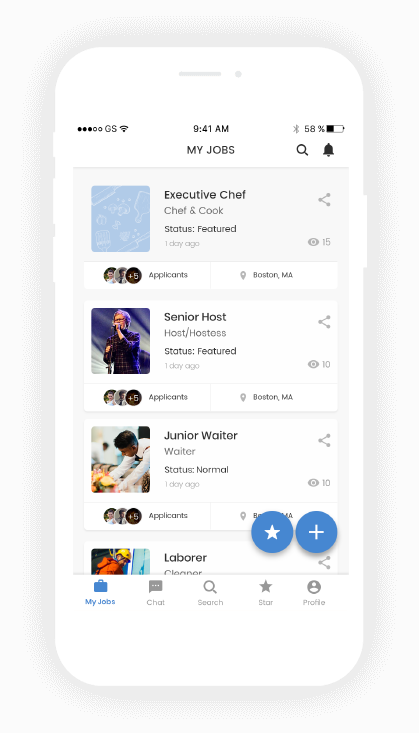 GS 9:41 AM 58 %
MY JOBS
Executive Chef
Chef & Cook
Status: Featured
1 day ago
15
+5 Applicants
Boston, MA
Senior Host
Host/Hostess
Status: Featured
1 day ago
10
+5 Applicants
Boston, MA
Junior Waiter
Waiter
Status: Normal
1 day ago
10
+5 Applicants
MA
Laborer
Cleaner
My Jobs
Chat
Search
Star
Profile